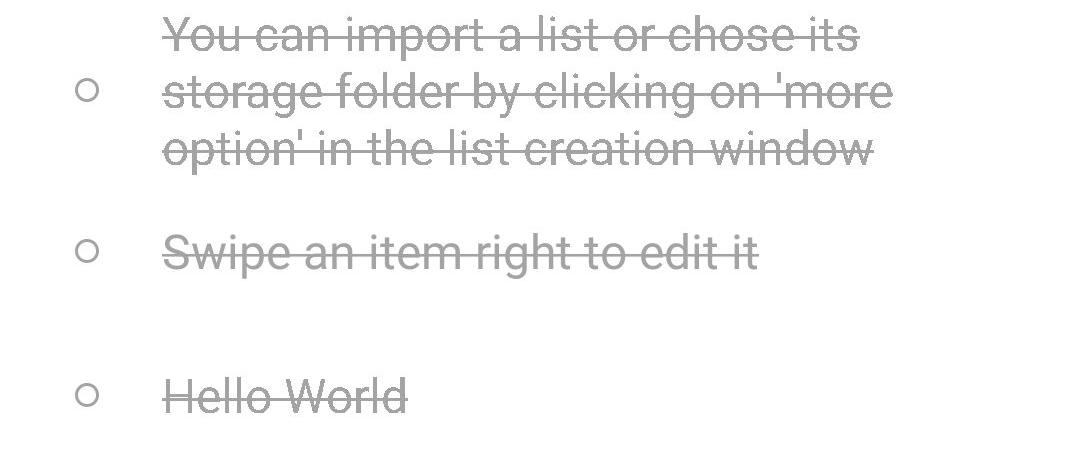 You can import a list or chose its
storage folder by clicking on 'more
option' in the list creation window
Swipe an item right to edit it
Hello World